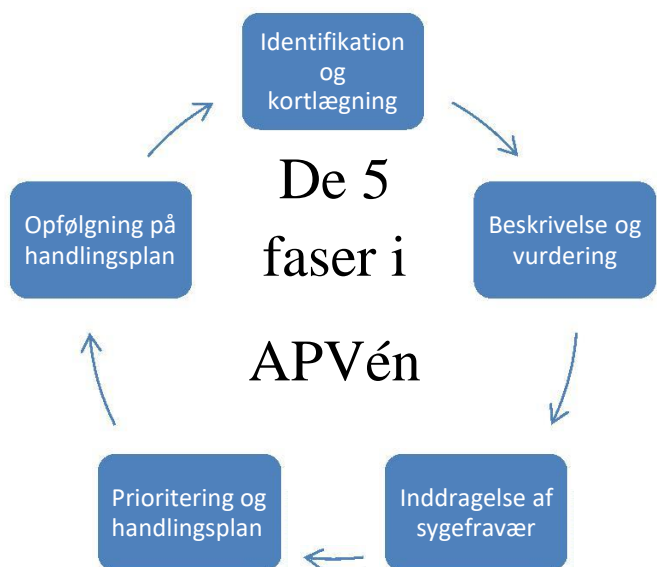 Identifikation
og
kortlægning
De 5
faser i
APVén
Beskrivelse og
vurdering
Inddragelse af
sygefravær
Prioritering og
handlingsplan
Opfølgning på
handlingsplan